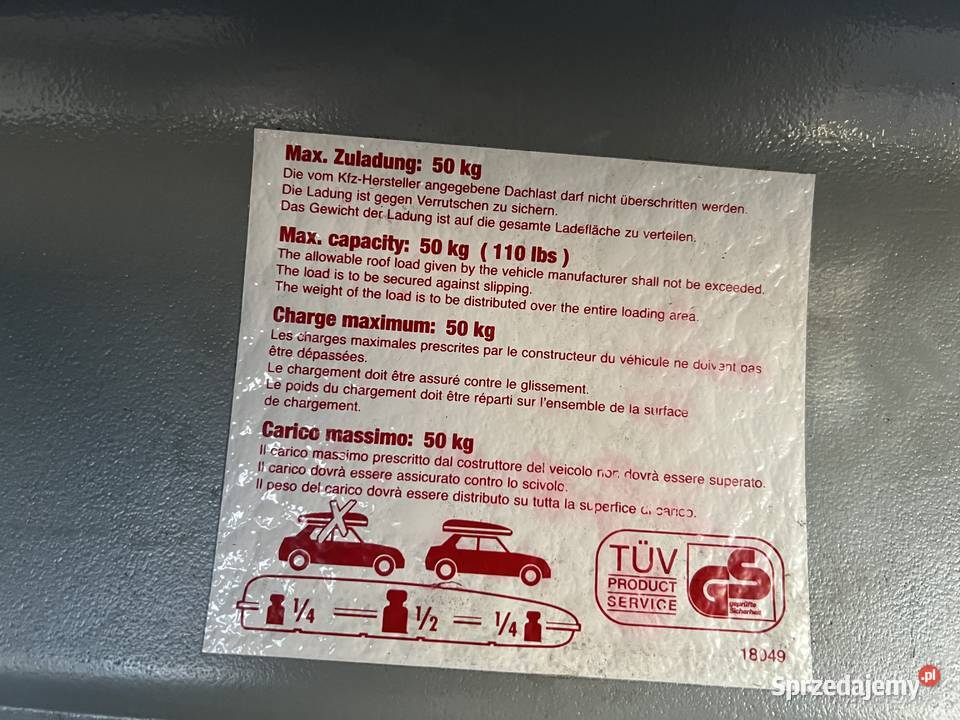 Max. Zuladung: 50 kg
Die vom Kfz-Hersteller angegebene Dachlast darf nicht überschritten werden.
Die Ladung ist gegen Verrutschen zu sichern.
Das Gewicht der Ladung ist auf die gesamte Ladefläche zu verteilen.
Max. capacity: 50 kg ( 110 lbs )
The allowable roof load given by the vehicle manufacturer shall not be exceeded.
The load is to be secured against slipping.
The weight of the load is to be distributed over the entire loading area.
Charge maximum: 50 kg
Les charges maximales prescrites par le constructeur du véhicule ne doivent pas
être dépassées.
Le chargement doit être assuré contre le glissement.
Le poids du chargement doit être réparti sur l'ensemble de la surface
de chargement.
Carico massimo: 50 kg
Il carico massimo prescritto dal costruttore del veicolo non dovrà essere superato.
Il carico dovrà essere assicurato contro lo scivolo.
Il peso del carico dovrà essere distributo su tutta la superfice di carico.
X
1/4 = 1/2 = 1/4
TÜV
PRODUCT
SERVICE
GS
geprüfte
Sicherheit
18049
Sprzedajemy.pl